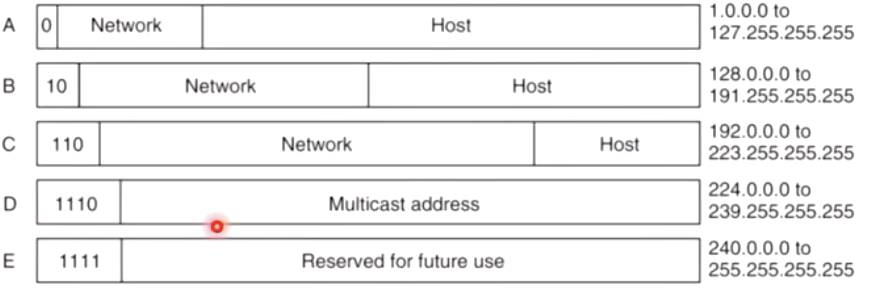 A 0 Network Host 1.0.0.0 to
127.255.255.255
B 10 Network Host 128.0.0.0 to
191.255.255.255
C 110 Network Host 192.0.0.0 to
223.255.255.255
D 1110 Multicast address 224.0.0.0 to
239.255.255.255
E 1111 Reserved for future use 240.0.0.0 to
255.255.255.255